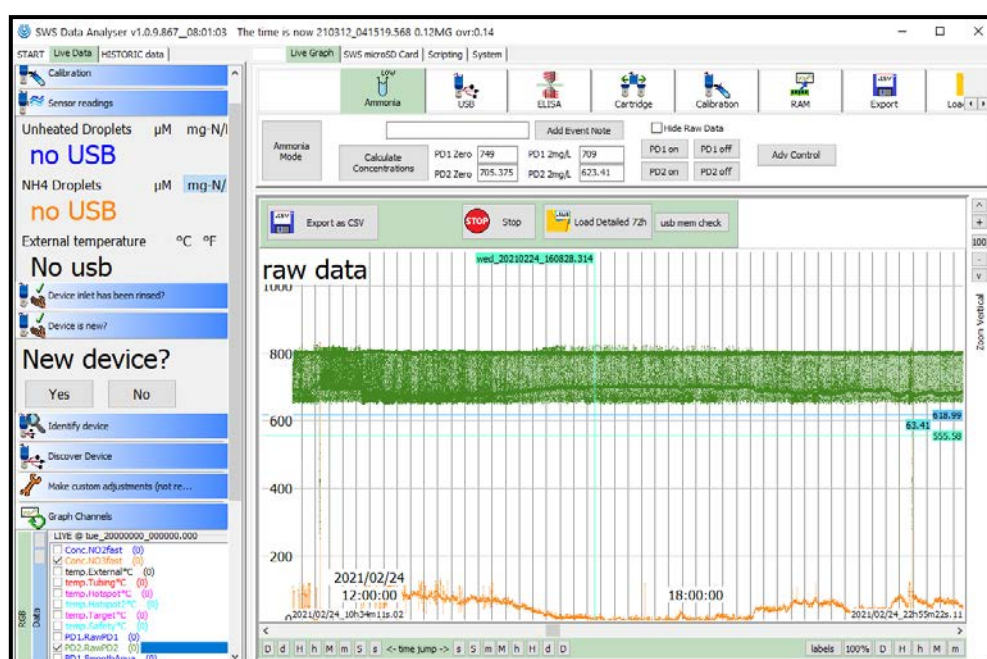 SWS Data Analyser v1.0.9.867__08:01:03 The time is now 210312_041519.568 0.12MG ovr:0.14
START Live Data HISTORIC data
Live Graph SWS microSD Card Scripting System
Calibration
Sensor readings
Unheated Droplets µM mg-N/l
no USB
NH4 Droplets µM mg-N/
no USB
External temperature ºC ºF
No usb
Device inlet has been rinsed?
Device is new?
New device?
Yes No
Identify device
Discover Device
Make custom adjustments (not re...
Graph Channels
LIVE @ tue_20000000_000000.000
Conc.NO2fast (0)
Conc.NO3fast (0)
temp.External°C (0)
temp.Tubing°C (0)
temp.Hotspot°C (0)
temp.Hotspot2°C (0)
temp.Target°C (0)
temp.Safety°C (0)
PD1.RawPD1 (0)
PD2.RawPD2 (0)
RGB
Data
LOW
Ammonia USB ELISA Cartridge Calibration RAM Export Loa
Ammonia Mode
Add Event Note Hide Raw Data
Calculate Concentrations
PD1 Zero 749 PD1 2mg/L 709 PD1 on PD1 off
PD2 Zero 705.375 PD2 2mg/L 623.41 PD2 on PD2 off
Adv Control
.CSV Export as CSV STOP Stop Load Detailed 72h usb mem check
raw data
wed_20210224_160828.314
1000
800
600
400
200
0
618.99
63.41
555.58
2021/02/24
12:00:00 18:00:00
2021/02/24_10h34m11s.02 2021/02/24_22h55m22s.11
^
+
100
-
v
Zoom Vertical
< >
D d H h M m S s <- time jump -> s S m M h H d D labels 100% D H h M m